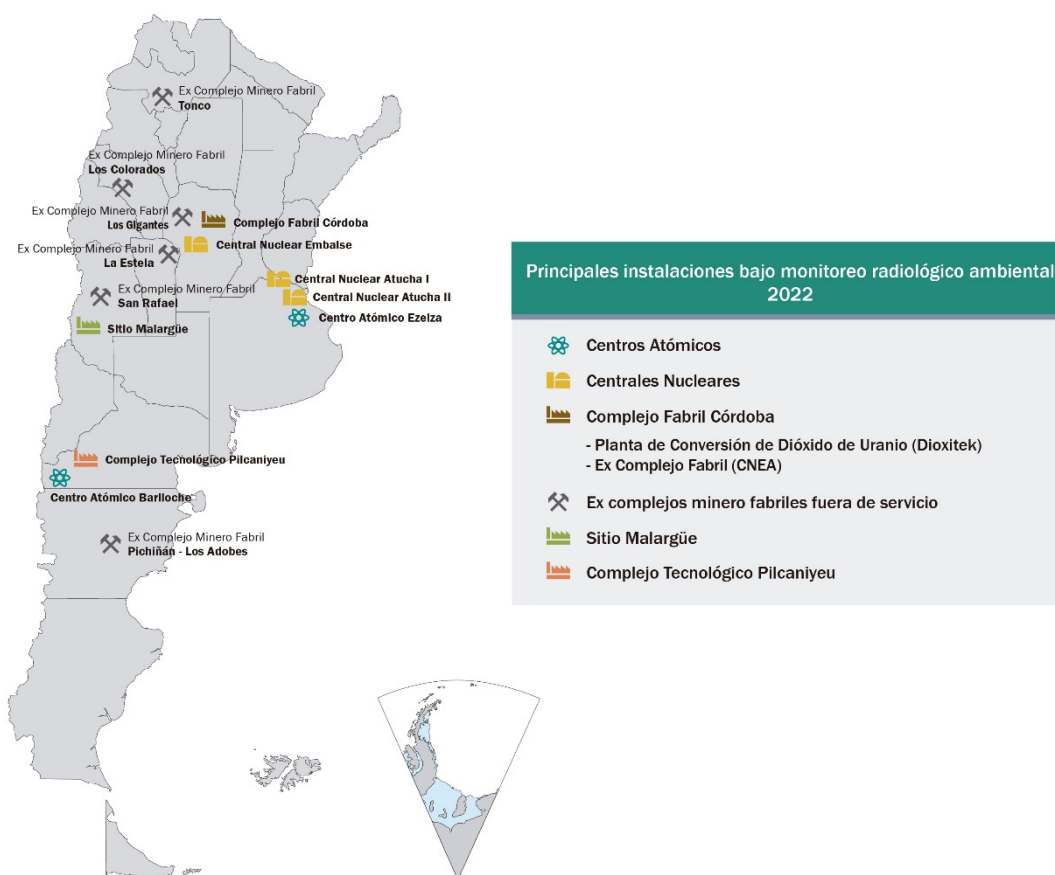 Ex Complejo Minero Fabril
Tonco
Ex Complejo Minero Fabril
Los Colorados
Ex Complejo Minero Fabril
Los Gigantes
Complejo Fabril Córdoba
Central Nuclear Embalse
Ex Complejo Minero Fabril
La Estela
Central Nuclear Atucha I
Ex Complejo Minero Fabril
San Rafael
Central Nuclear Atucha II
Centro Atómico Ezeiza
Sitio Malargüe
Complejo Tecnológico Pilcaniyeu
Centro Atómico Bariloche
Ex Complejo Minero Fabril
Pichiñán - Los Adobes
Principales instalaciones bajo monitoreo radiológico ambiental
2022
Centros Atómicos
Centrales Nucleares
Complejo Fabril Córdoba
- Planta de Conversión de Dióxido de Uranio (Dioxitek)
- Ex Complejo Fabril (CNEA)
Ex complejos minero fabriles fuera de servicio
Sitio Malargüe
Complejo Tecnológico Pilcaniyeu